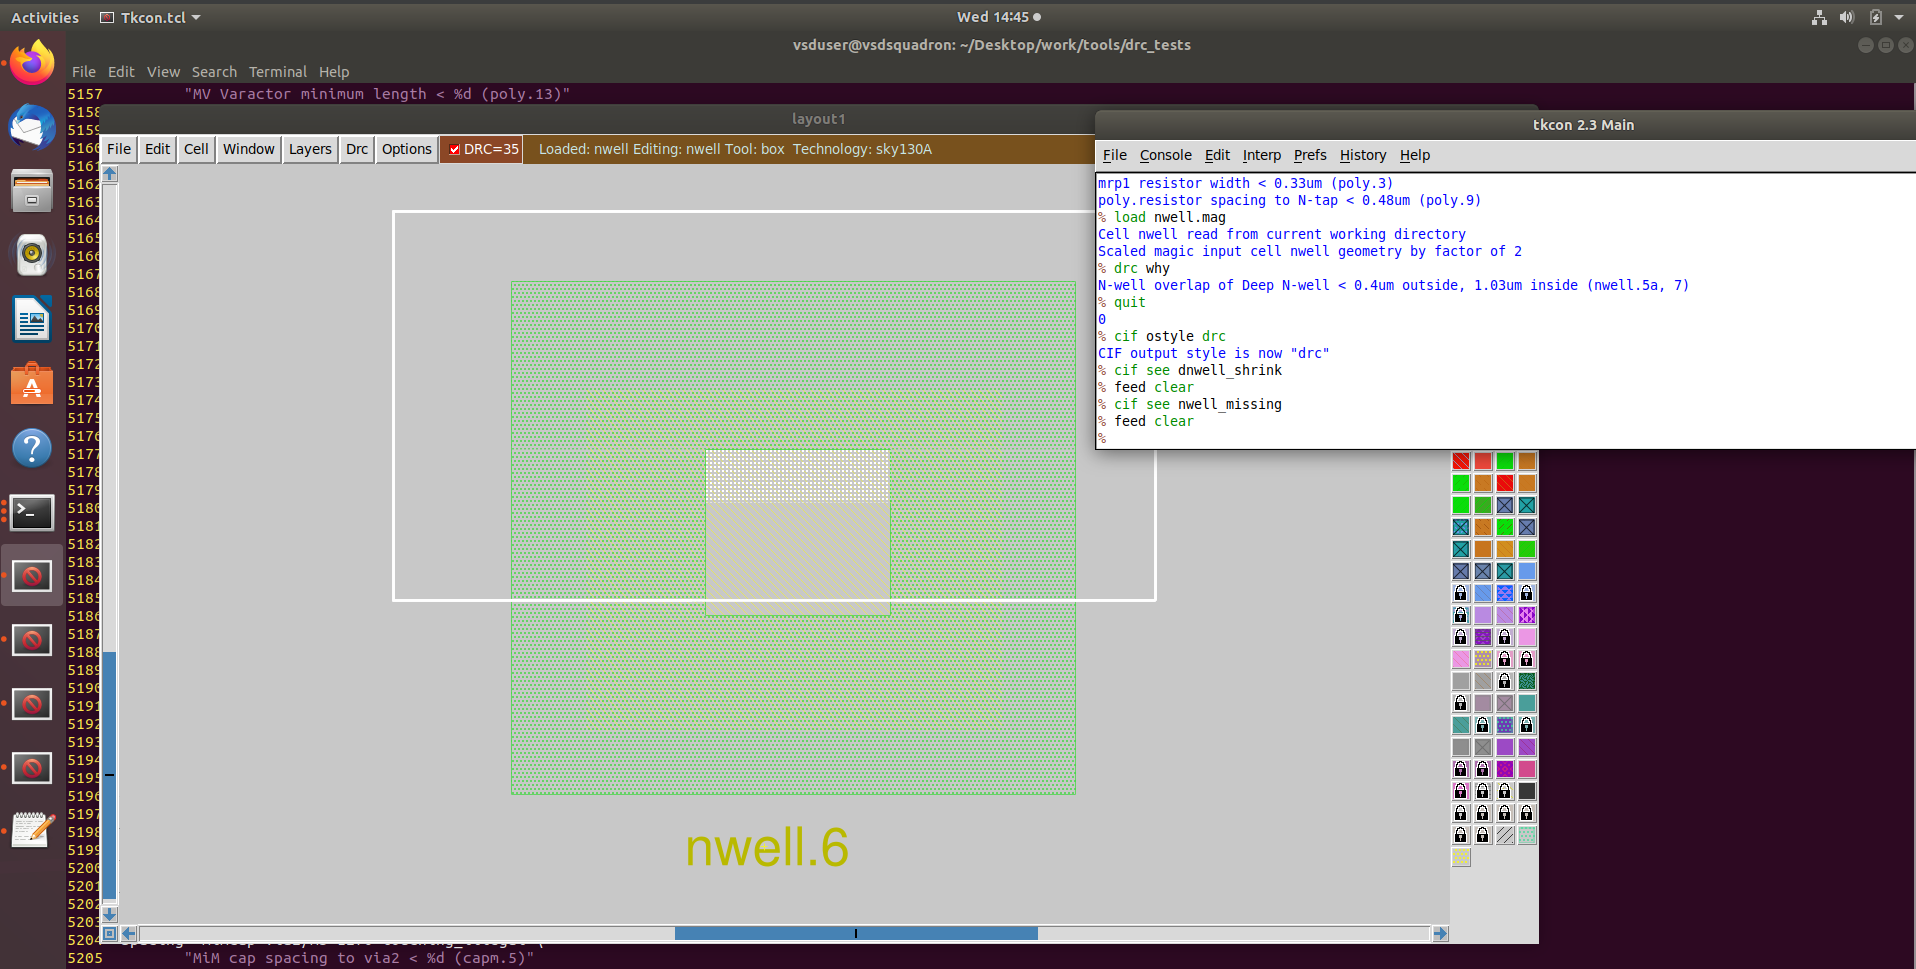 Activities Tkcon.tcl Wed 14:45
vsduser@vsdsquadron: ~/Desktop/work/tools/drc_tests
File Edit View Search Terminal Help
5157 "MV Varactor minimum length < %d (poly.13)"
5158
5159
5160
5161
5162
5163
5164
5165
5166
5167
5168
5169
5170
5171
5172
5173
5174
5175
5176
5177
5178
5179
5180
5181
5182
5183
5184
5185
5186
5187
5188
5189
5190
5191
5192
5193
5194
5195
5196
5197
5198
5199
5200
5201
5202
5203
5204
5205 "MiM cap spacing to via2 < %d (capm.5)"
layout1
File Edit Cell Window Layers Drc Options DRC=35 Loaded: nwell Editing: nwell Tool: box Technology: sky130A
nwell.6
tkcon 2.3 Main
File Console Edit Interp Prefs History Help
mrp1 resistor width < 0.33um (poly.3)
poly.resistor spacing to N-tap < 0.48um (poly.9)
% load nwell.mag
Cell nwell read from current working directory
Scaled magic input cell nwell geometry by factor of 2
% drc why
N-well overlap of Deep N-well < 0.4um outside, 1.03um inside (nwell.5a, 7)
% quit
0
% cif ostyle drc
CIF output style is now "drc"
% cif see dnwell_shrink
% feed clear
% cif see nwell_missing
% feed clear
%